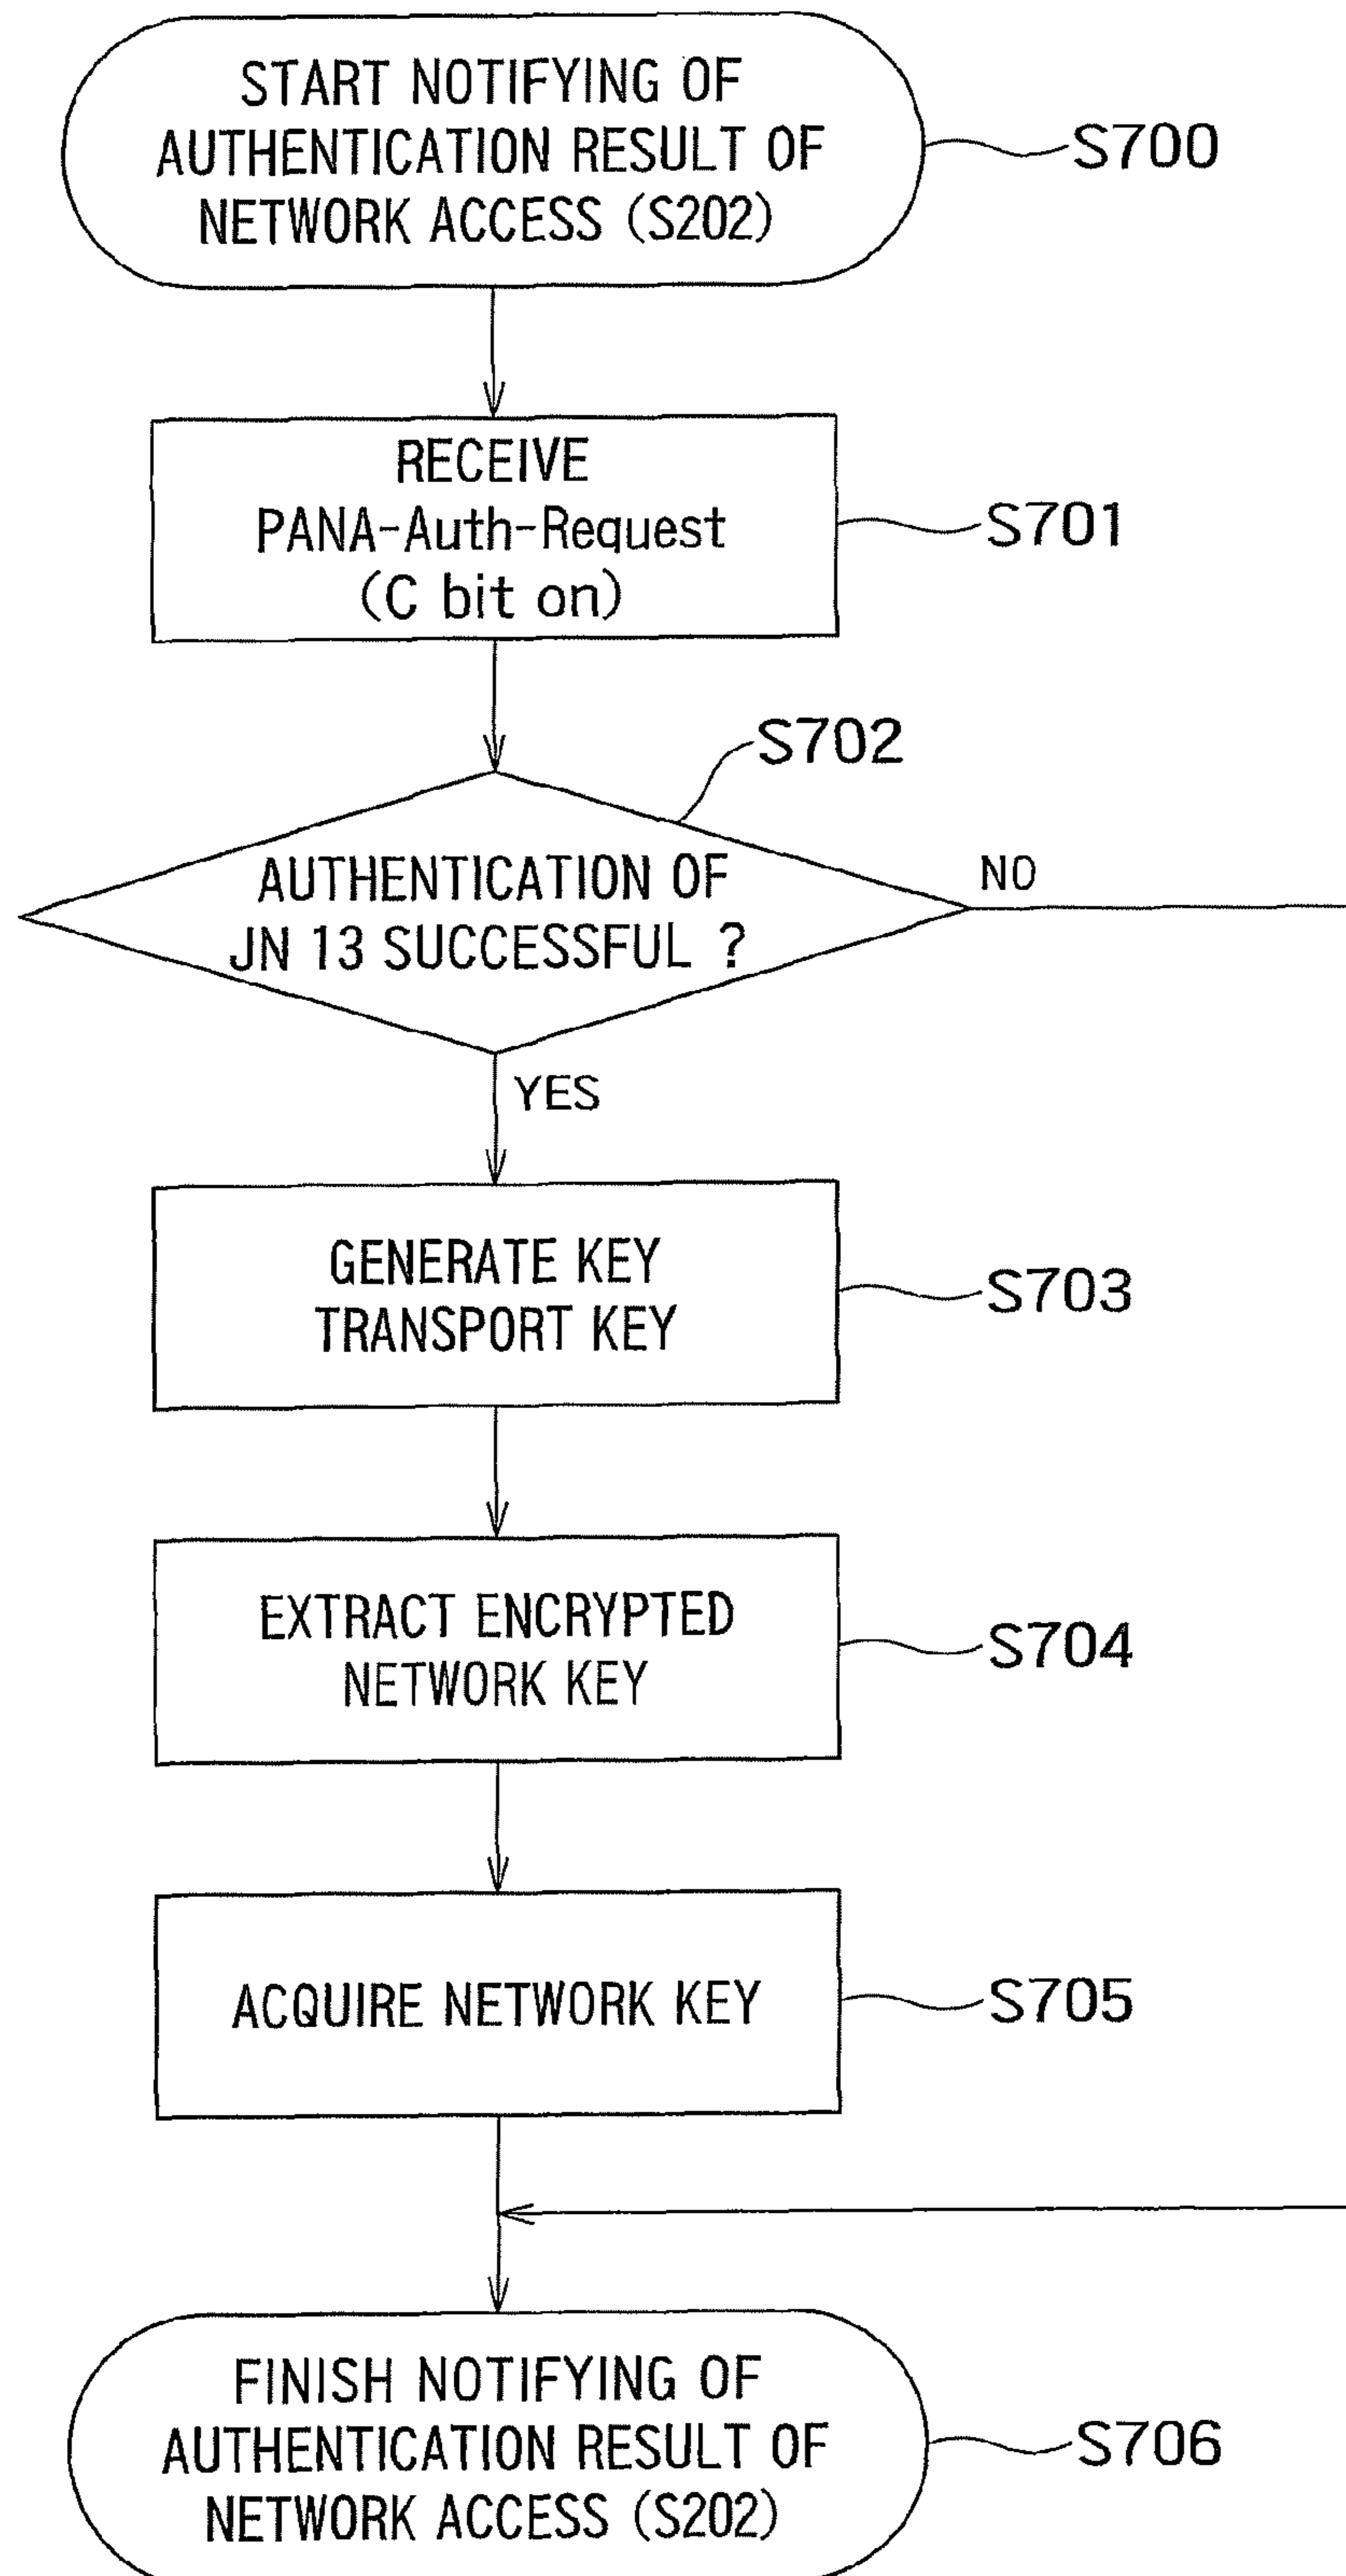 START NOTIFYING OF
AUTHENTICATION RESULT OF
NETWORK ACCESS (S202)
S700
RECEIVE
PANA-Auth-Request
(C bit on)
S701
S702
AUTHENTICATION OF
JN 13 SUCCESSFUL ?
NO
YES
GENERATE KEY
TRANSPORT KEY
S703
EXTRACT ENCRYPTED
NETWORK KEY
S704
ACQUIRE NETWORK KEY
S705
FINISH NOTIFYING OF
AUTHENTICATION RESULT OF
NETWORK ACCESS (S202)
S706